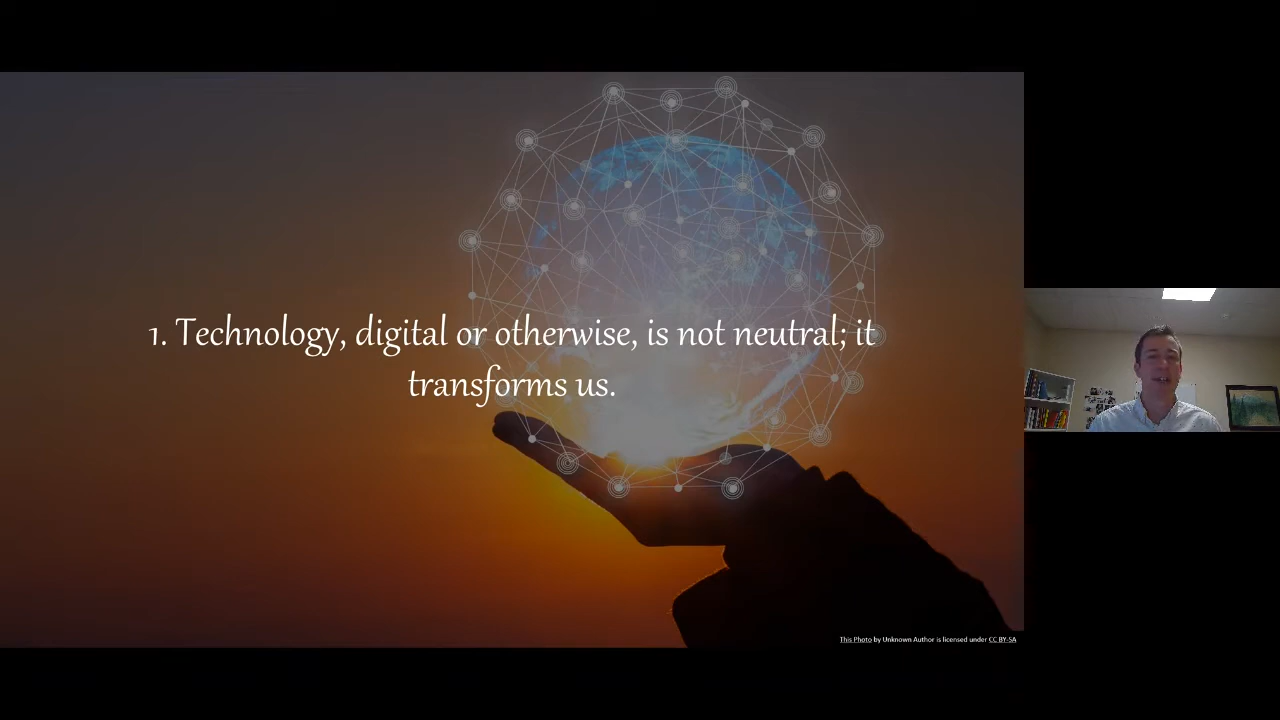 1. Technology, digital or otherwise, is not neutral; it
transforms us.
This Photo by Unknown Author is licensed under CC BY-SA